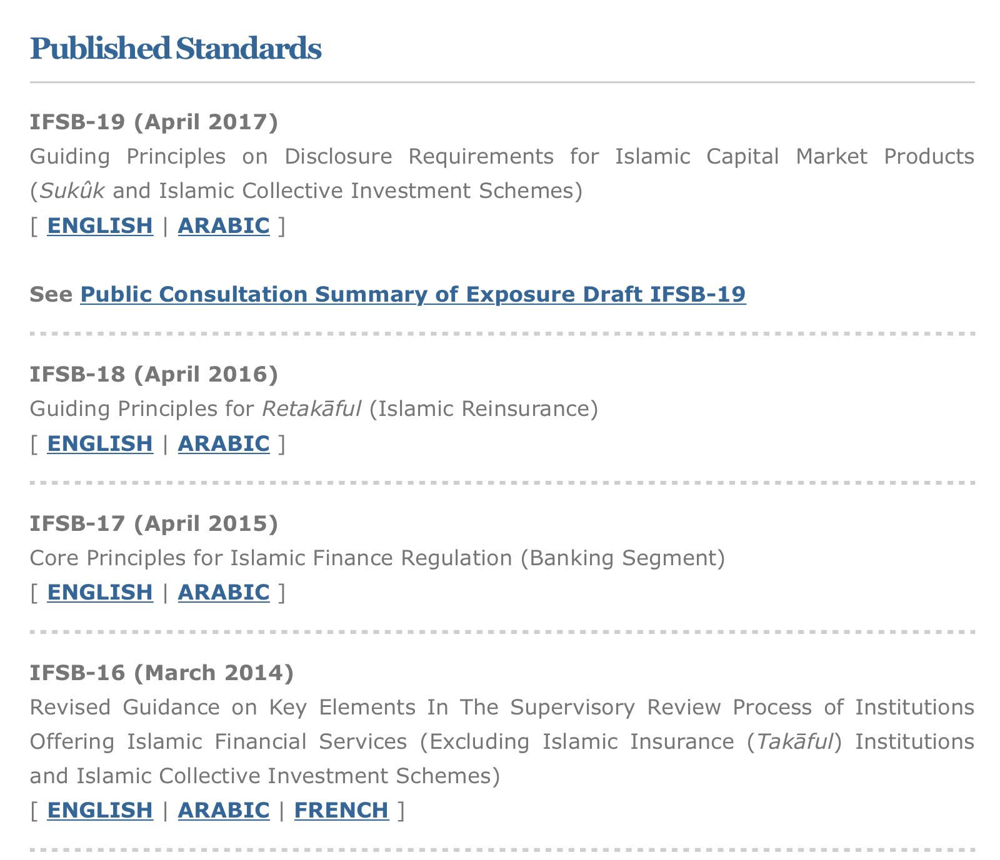 Published Standards
IFSB-19 (April 2017)
Guiding Principles on Disclosure Requirements for Islamic Capital Market Products
(Sukûk and Islamic Collective Investment Schemes)
[ ENGLISH | ARABIC ]
See Public Consultation Summary of Exposure Draft IFSB-19
IFSB-18 (April 2016)
Guiding Principles for Retakāful (Islamic Reinsurance)
[ ENGLISH | ARABIC ]
IFSB-17 (April 2015)
Core Principles for Islamic Finance Regulation (Banking Segment)
[ ENGLISH | ARABIC ]
IFSB-16 (March 2014)
Revised Guidance on Key Elements In The Supervisory Review Process of Institutions
Offering Islamic Financial Services (Excluding Islamic Insurance (Takāful) Institutions
and Islamic Collective Investment Schemes)
[ ENGLISH | ARABIC | FRENCH ]